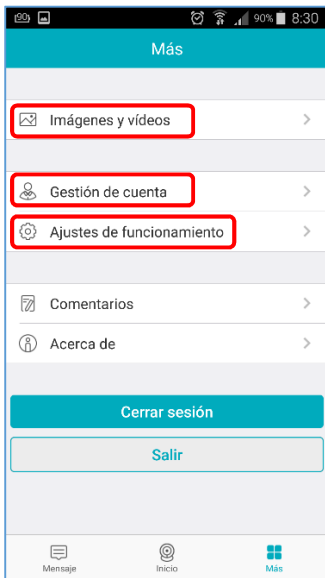 90
90% 8:30
Más
Imágenes y vídeos
Gestión de cuenta
Ajustes de funcionamiento
Comentarios
Acerca de
Cerrar sesión
Salir
Mensaje Inicio Más